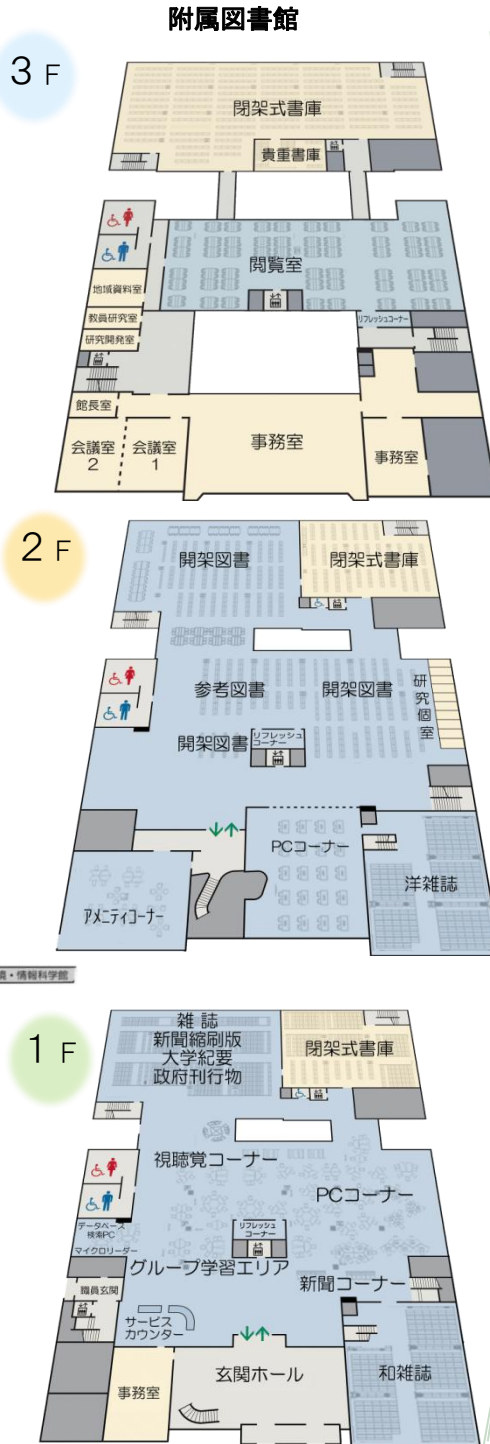 附属図書館
3 F
閉架式書庫
貴重書庫
閲覧室
地域資料室
教員研究室
リフレッシュコーナー
研究開発室
館長室
会議室
2
会議室
1
事務室
事務室
2 F
開架図書
閉架式書庫
参考図書
開架図書
研究個室
開架図書
リフレッシュ
コーナー
PCコーナー
洋雑誌
アメニティコーナー
・情報科学館
1 F
雑 誌
新聞縮刷版
大学紀要
政府刊行物
閉架式書庫
視聴覚コーナー
PCコーナー
データベース
検索PC
マイクロリーダー
リフレッシュ
コーナー
グループ学習エリア
新聞コーナー
職員玄関
サービス
カウンター
事務室
玄関ホール
和雑誌